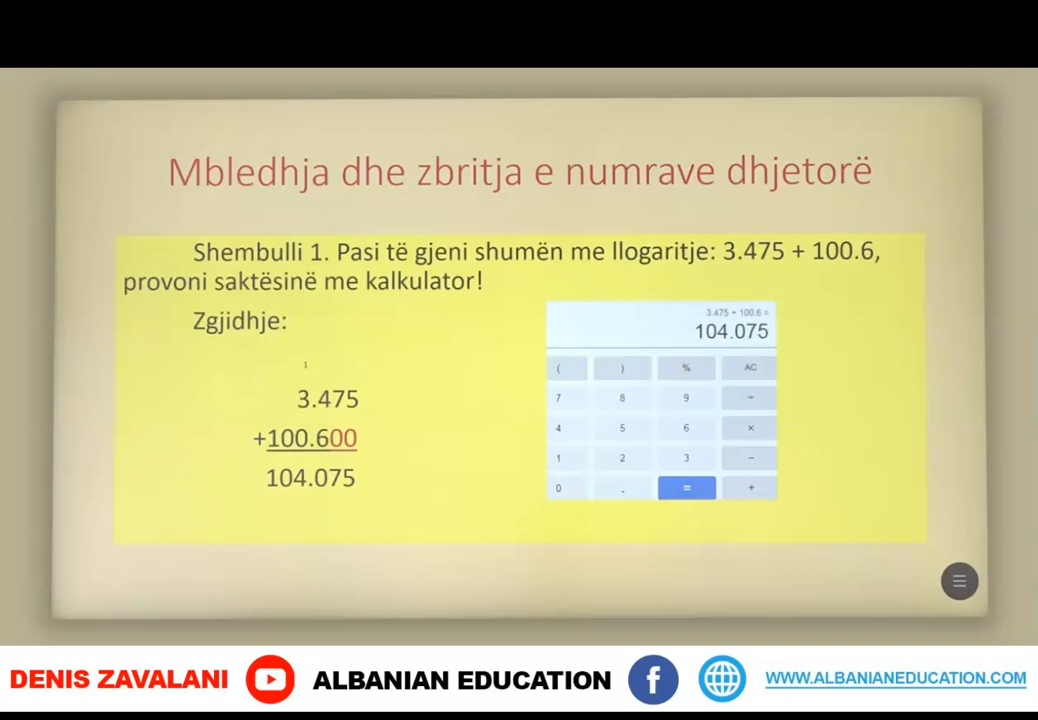 Mbledhja dhe zbritja e numrave dhjetorë
Shembulli 1. Pasi të gjeni shumën me llogaritje: 3.475 + 100.6,
provoni saktësinë me kalkulator!
Zgjidhje:
1
3.475
+100.600
104.075
3.475 + 100.6 =
104.075
( ) % AC
7 8 9 ÷
4 5 6 ×
1 2 3 −
0 . = +
DENIS ZAVALANI ALBANIAN EDUCATION f WWW.ALBANIANEDUCATION.COM